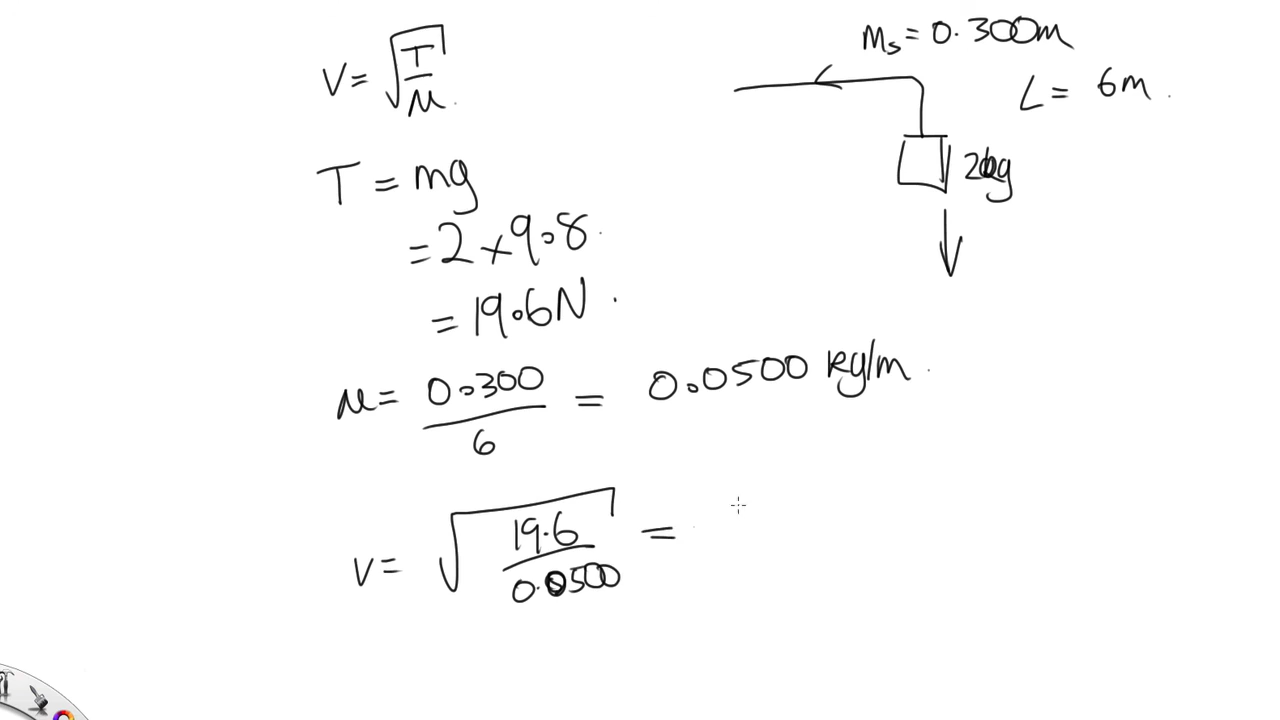 V = √(T/μ)
T = mg
= 2 × 9.8
= 19.6N
μ = 0.300/6 = 0.0500 kg/m
V = √(19.6/0.0500) =
Ms = 0.300m
L = 6m
2kg